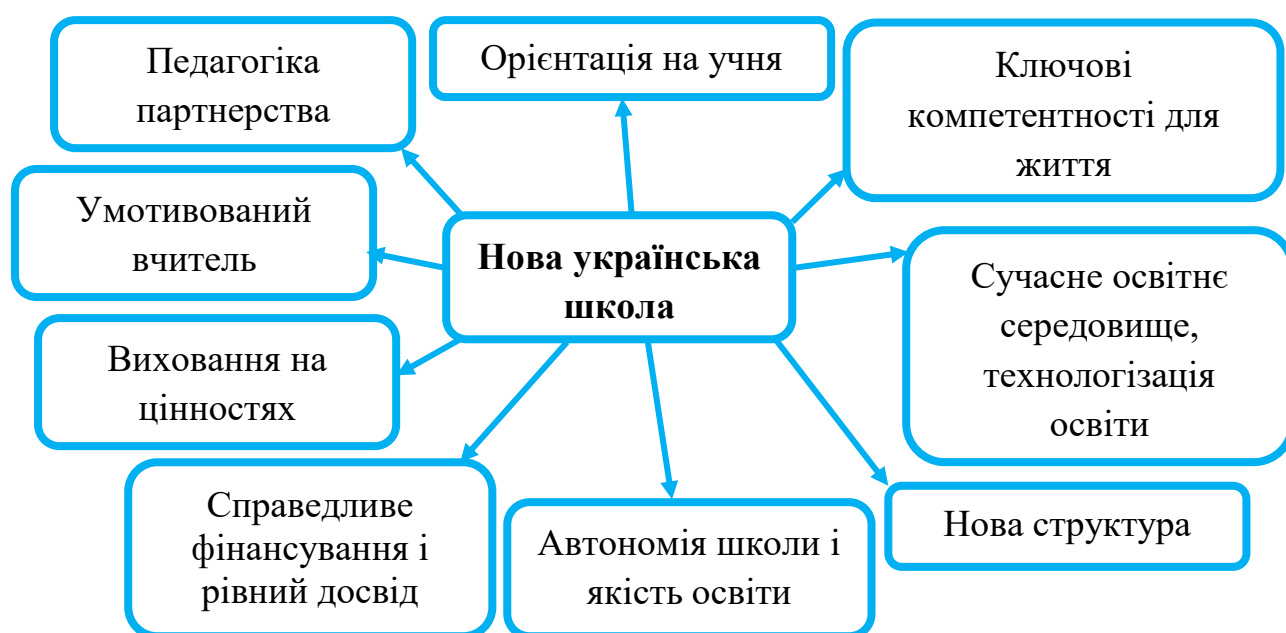 Педагогіка
партнерства
Орієнтація на учня
Ключові
компетентності для
життя
Умотивований
вчитель
Нова українська
школа
Сучасне освітнє
середовище,
технологізація
освіти
Виховання на
цінностях
Справедливе
фінансування і
рівний досвід
Автономія школи і
якість освіти
Нова структура